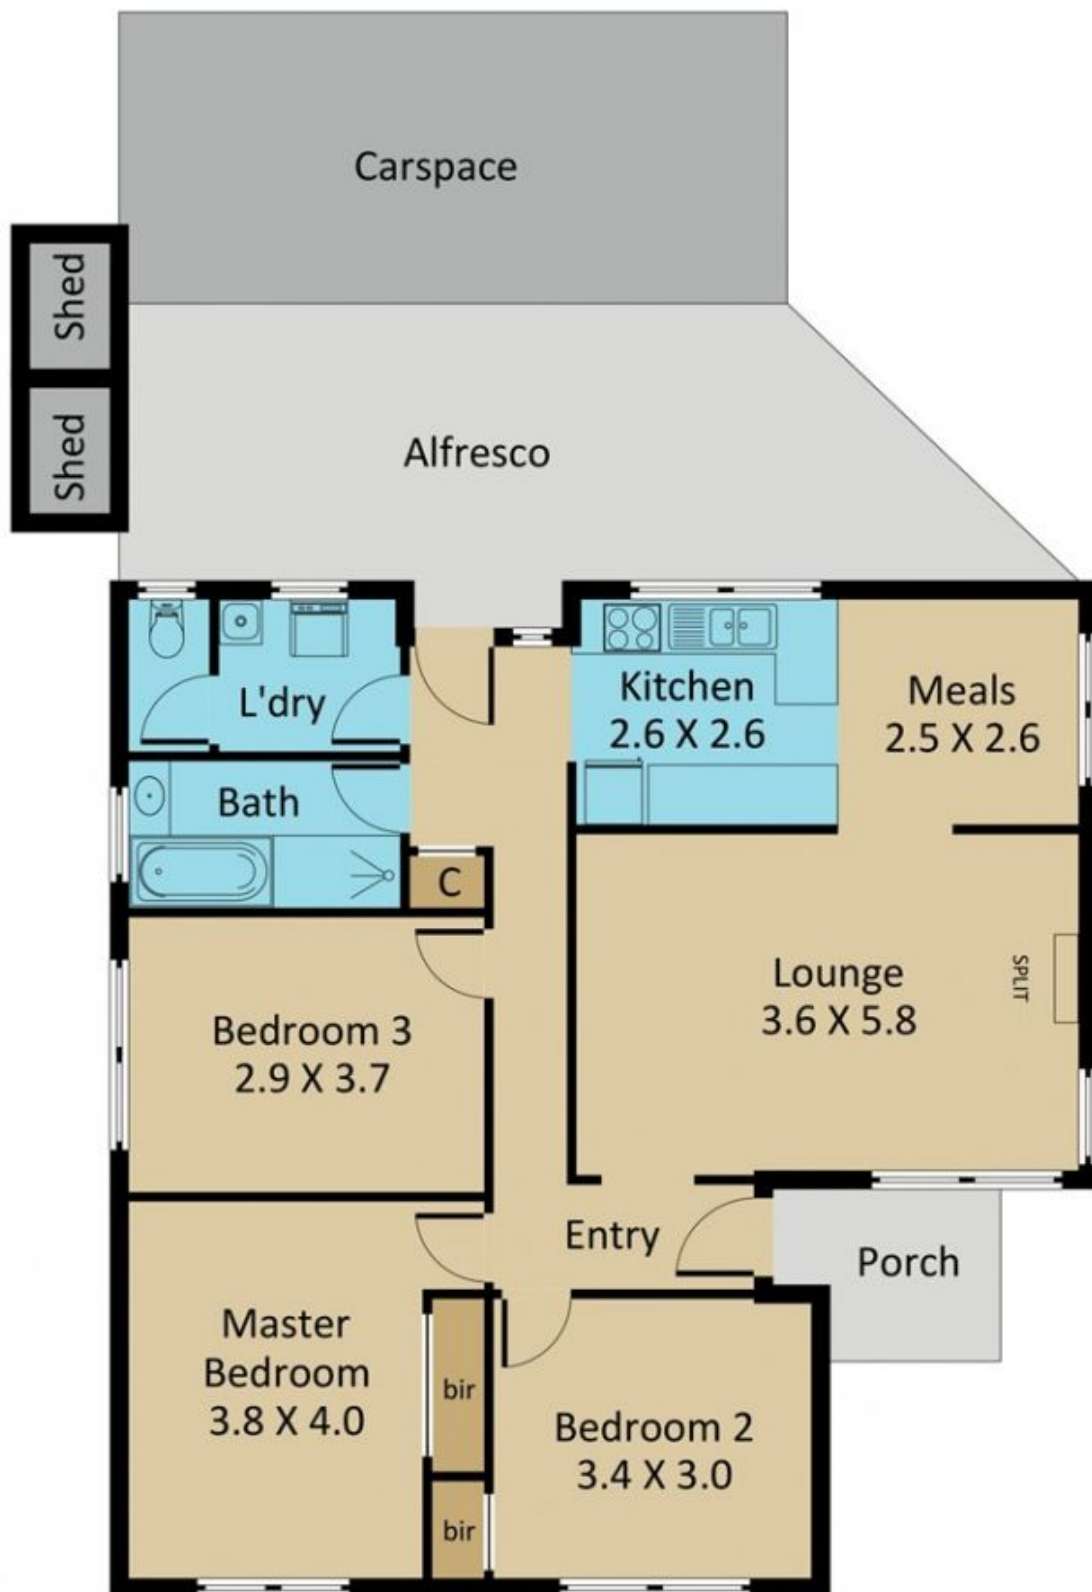 Carspace
Shed
Shed
Alfresco
L'dry
Kitchen
2.6 X 2.6
Meals
2.5 X 2.6
Bath
C
Lounge
3.6 X 5.8
SPLIT
Bedroom 3
2.9 X 3.7
Entry
Porch
Master
Bedroom
3.8 X 4.0
bir
Bedroom 2
3.4 X 3.0
bir